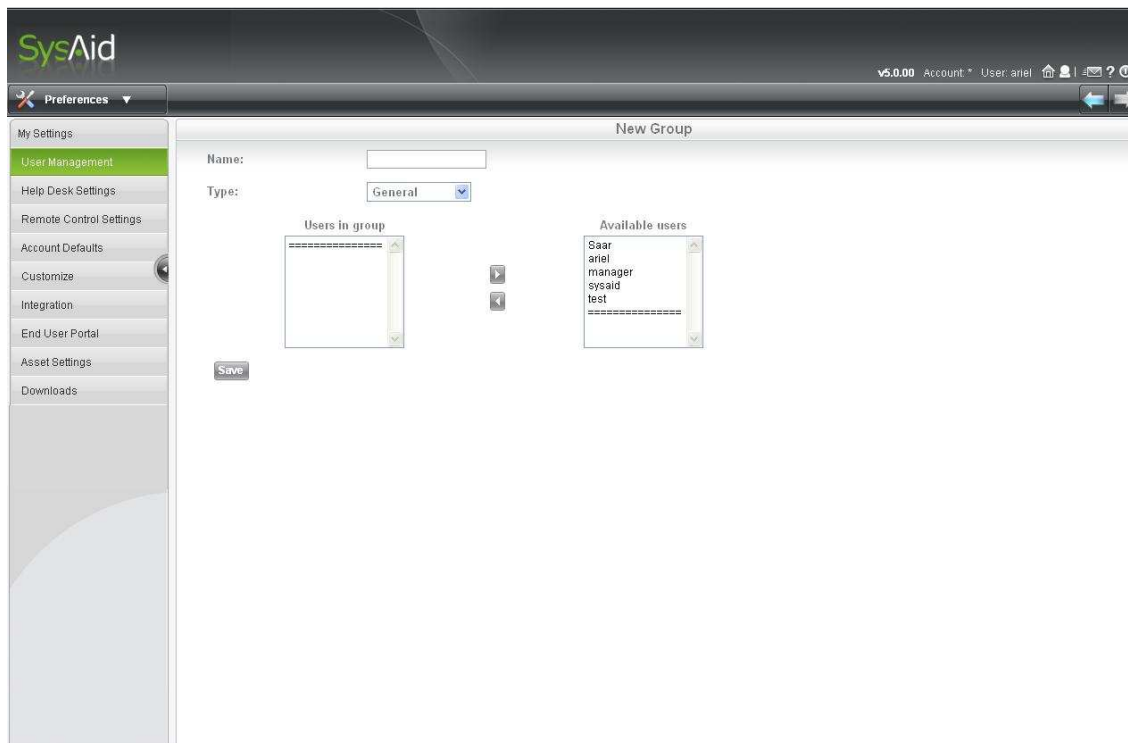 SysAid
v5.0.00 Account: * User: ariel
Preferences
New Group
My Settings
User Management
Help Desk Settings
Remote Control Settings
Account Defaults
Customize
Integration
End User Portal
Asset Settings
Downloads
Name:
Type: General
Users in group Available users
===============
Saar
ariel
manager
sysaid
test
===============
Save